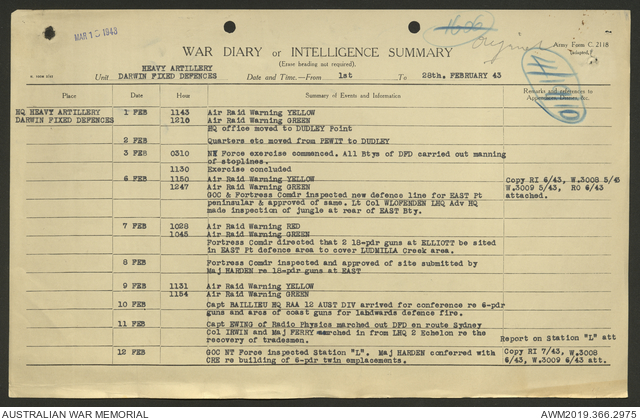 MAR 1 1943
1606
Original
WAR DIARY or INTELLIGENCE SUMMARY
Army Form C. 2118
(Erase heading not required).
HEAVY ARTILLERY
Unit DARWIN FIXED DEFENCES Date and Time.—From 1st To 28th. FEBRUARY 43
Place Date Hour Summary of Events and Information Remarks and references to Appendices, Diaries, &c.
HQ HEAVY ARTILLERY 1 FEB 1143 Air Raid Warning YELLOW
DARWIN FIXED DEFENCES 1210 Air Raid Warning GREEN
HQ office moved to DUDLEY Point
2 FEB Quarters etc moved from PEWIT to DUDLEY
3 FEB 0310 NT Force exercise commenced. All Btys of DFD carried out manning
of stoplines.
1130 Exercise concluded
6 FEB 1150 Air Raid Warning YELLOW Copy RI 6/43, W.3008 5/43
1247 Air Raid Warning GREEN W.3009 5/43, RO 6/43
GOC & Fortress Comdr inspected new defence line for EAST Pt attached.
peninsular & approved of same. Lt Col WLOFENDEN LHQ Adv HQ
made inspection of jungle at rear of EAST Bty.
7 FEB 1028 Air Raid Warning RED
1045 Air Raid Warning GREEN
Fortress Comdr directed that 2 18-pdr guns at ELLIOTT be sited
in EAST Pt defence area to cover LUDMILLA Creek area.
8 FEB Fortress Comdr inspected and approved of site submitted by
Maj HARDEN re 18-pdr guns at EAST
9 FEB 1131 Air Raid Warning YELLOW
1154 Air Raid Warning GREEN
10 FEB Capt BAILLIEU HQ RAA 12 AUST DIV arrived for conference re 6-pdr
guns and arcs of coast guns for landwards defence fire.
11 FEB Capt EWING of Radio Physics marched out DFD en route Sydney
Col IRWIN and Maj FERRY marched in from LHQ 2 Echelon re the
recovery of tradesmen. Report on Station "L" att
12 FEB GOC NT Force inspected Station "L". Maj HARDEN conferred with Copy RI 7/43, W.3008
CRE re building of 6-pdr twin emplacements. 6/43, W.3009 6/43 att.
AUSTRALIAN WAR MEMORIAL AWM2019.366.2975